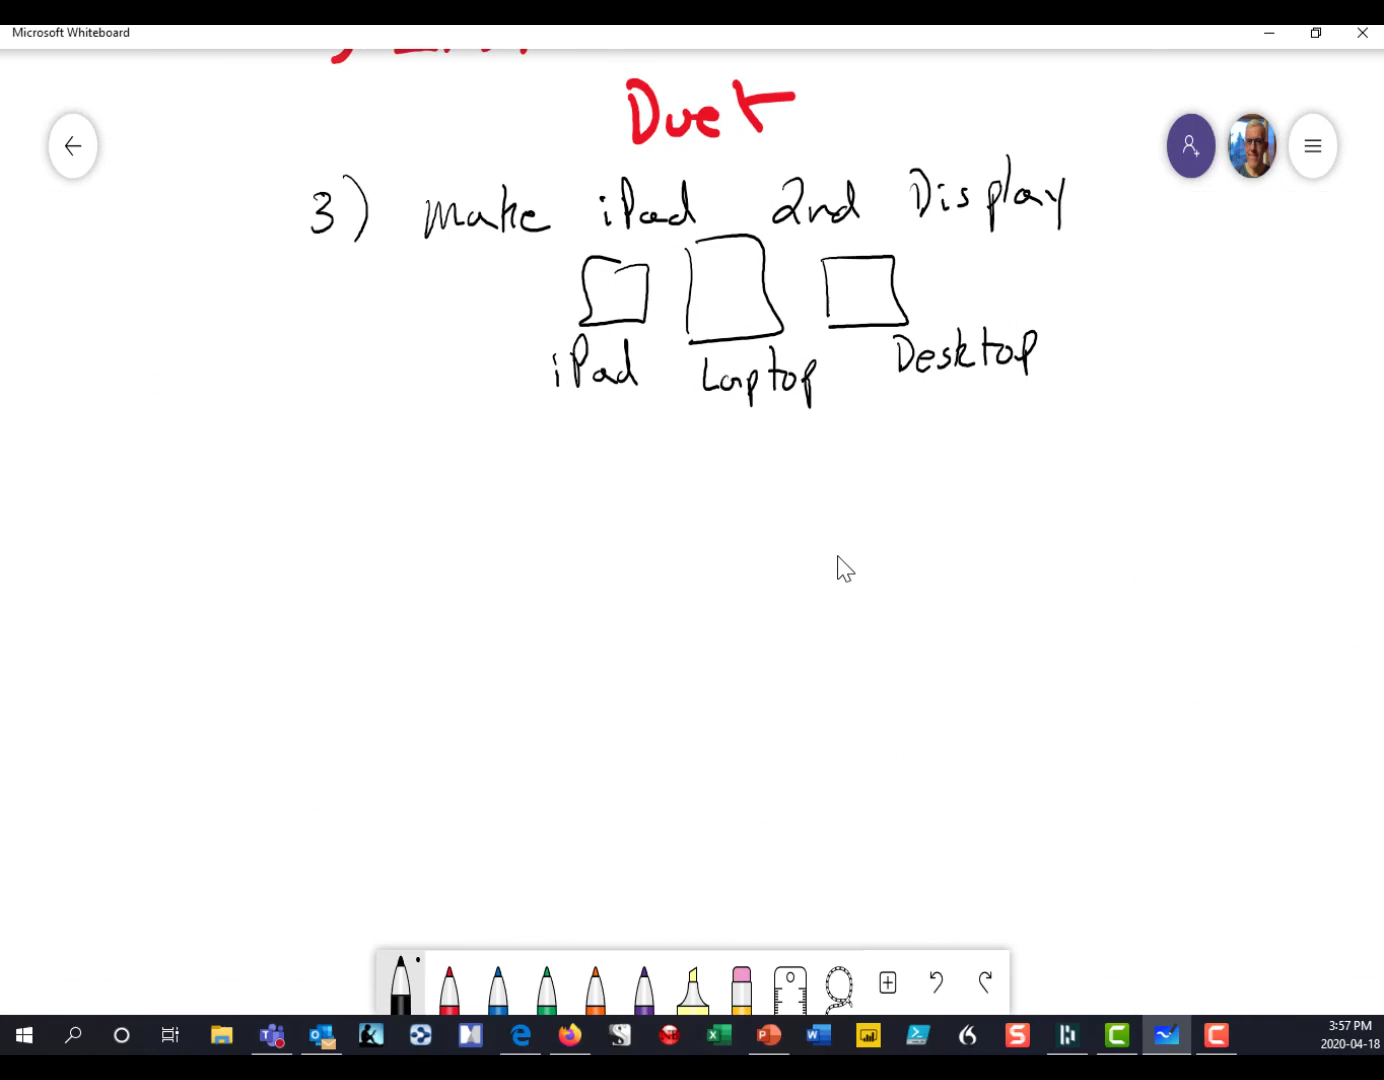 Microsoft Whiteboard
Duet
3) Make iPad 2nd Display
iPad Laptop Desktop
3:57 PM
2020-04-18